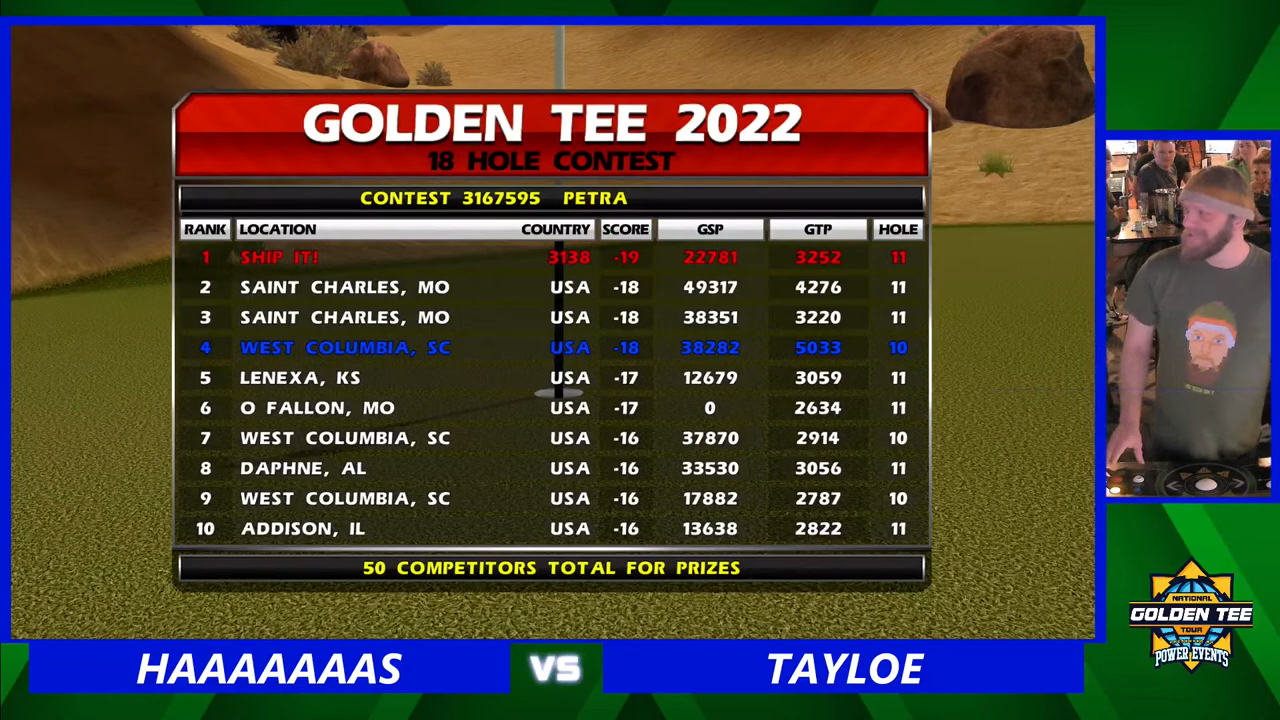 GOLDEN TEE 2022
18 HOLE CONTEST
CONTEST 3167595 PETRA
RANK LOCATION COUNTRY SCORE GSP GTP HOLE
1 SHIP IT! 3138 -19 22781 3252 11
2 SAINT CHARLES, MO USA -18 49317 4276 11
3 SAINT CHARLES, MO USA -18 38351 3220 11
4 WEST COLUMBIA, SC USA -18 38282 5033 10
5 LENEXA, KS USA -17 12679 3059 11
6 O FALLON, MO USA -17 0 2634 11
7 WEST COLUMBIA, SC USA -16 37870 2914 10
8 DAPHNE, AL USA -16 33530 3056 11
9 WEST COLUMBIA, SC USA -16 17882 2787 10
10 ADDISON, IL USA -16 13638 2822 11
50 COMPETITORS TOTAL FOR PRIZES
NATIONAL
GOLDEN TEE
TOUR
POWER EVENTS
HAAAAAAAS VS TAYLOE